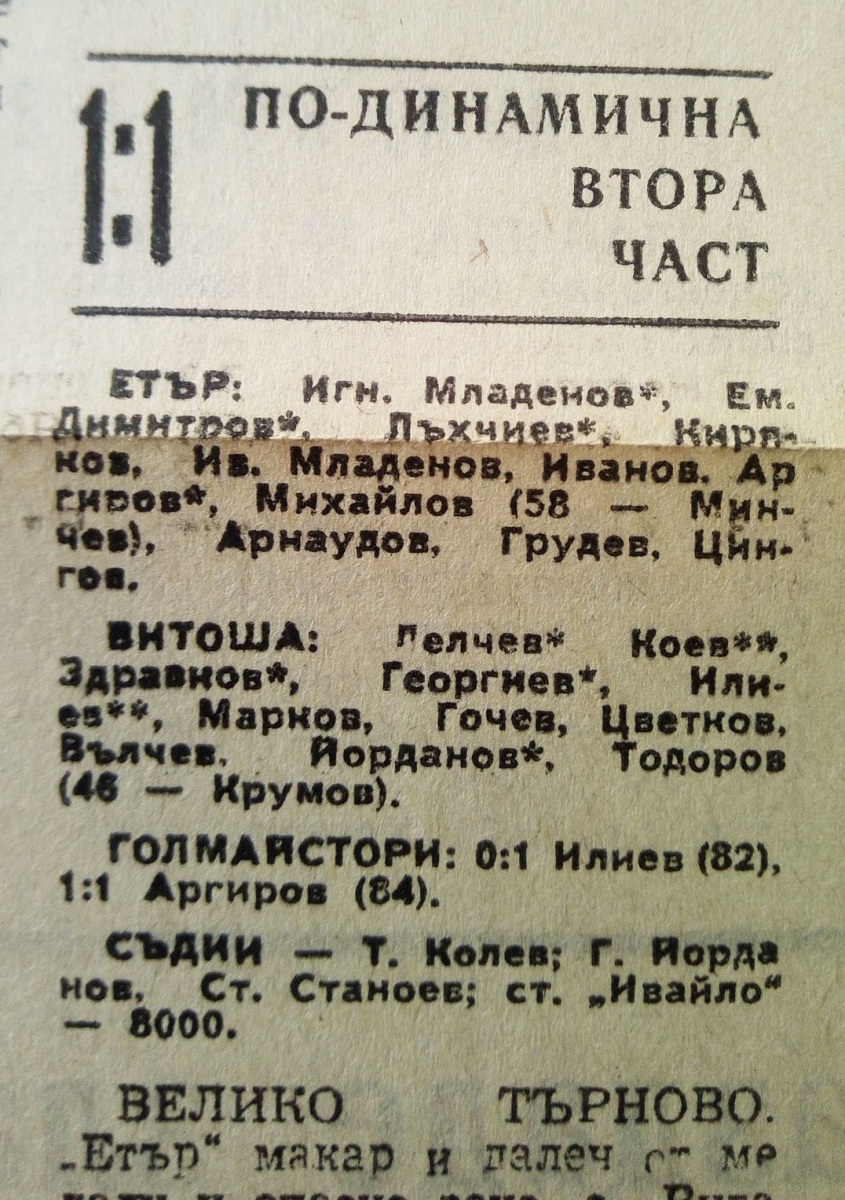 1:1
ПО-ДИНАМИЧНА
ВТОРА
ЧАСТ
ЕТЪР: Игн. Младенов*, Ем.
Димитров*, Лъхчиев*, Киря-
ков, Ив. Младенов, Иванов. Ар
гиров*, Михайлов (58 — Мин-
чев), Арнаудов, Грудев, Цин-
гов.
ВИТОША: Делчев* Коев**,
Здравков*, Георгиев*, Или-
ев**, Марков, Гочев, Цветков,
Вълчев. Йорданов*, Тодоров
(46 — Крумов).
ГОЛМАЙСТОРИ: 0:1 Илиев (82),
1:1 Аргиров (84).
СЪДИИ — Т. Колев; Г. Йорда
нов, Ст. Станоев; ст. „Ивайло“
— 8000.
ВЕЛИКО ТЪРНОВО.
„Етър“ макар и далеч от ме